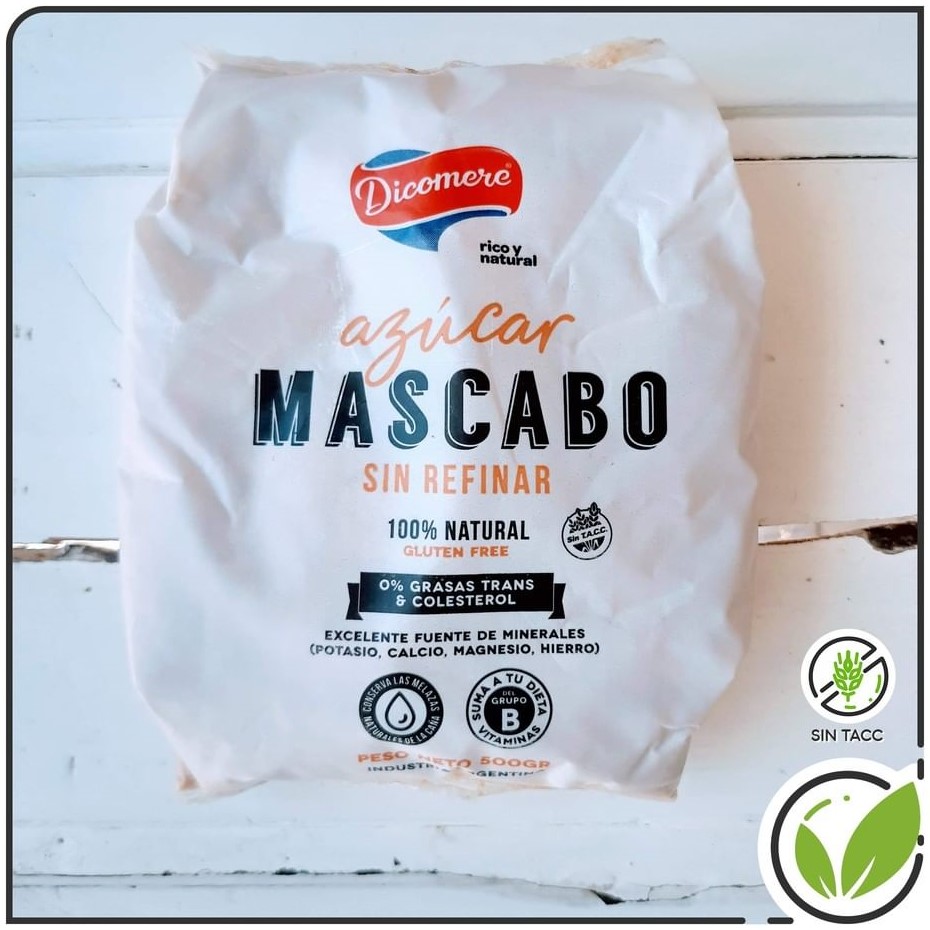 Dicomere
rico y
natural
azúcar
MASCABO
SIN REFINAR
100% NATURAL
GLUTEN FREE
Sin T.A.C.C.
0% GRASAS TRANS
& COLESTEROL
EXCELENTE FUENTE DE MINERALES
(POTASIO, CALCIO, MAGNESIO, HIERRO)
CONSERVA LAS MELAZAS
NATURALES DE LA CAÑA
SUMA A TU DIETA
DEL
GRUPO
B
VITAMINAS
PESO NETO 500GR
SIN TACC